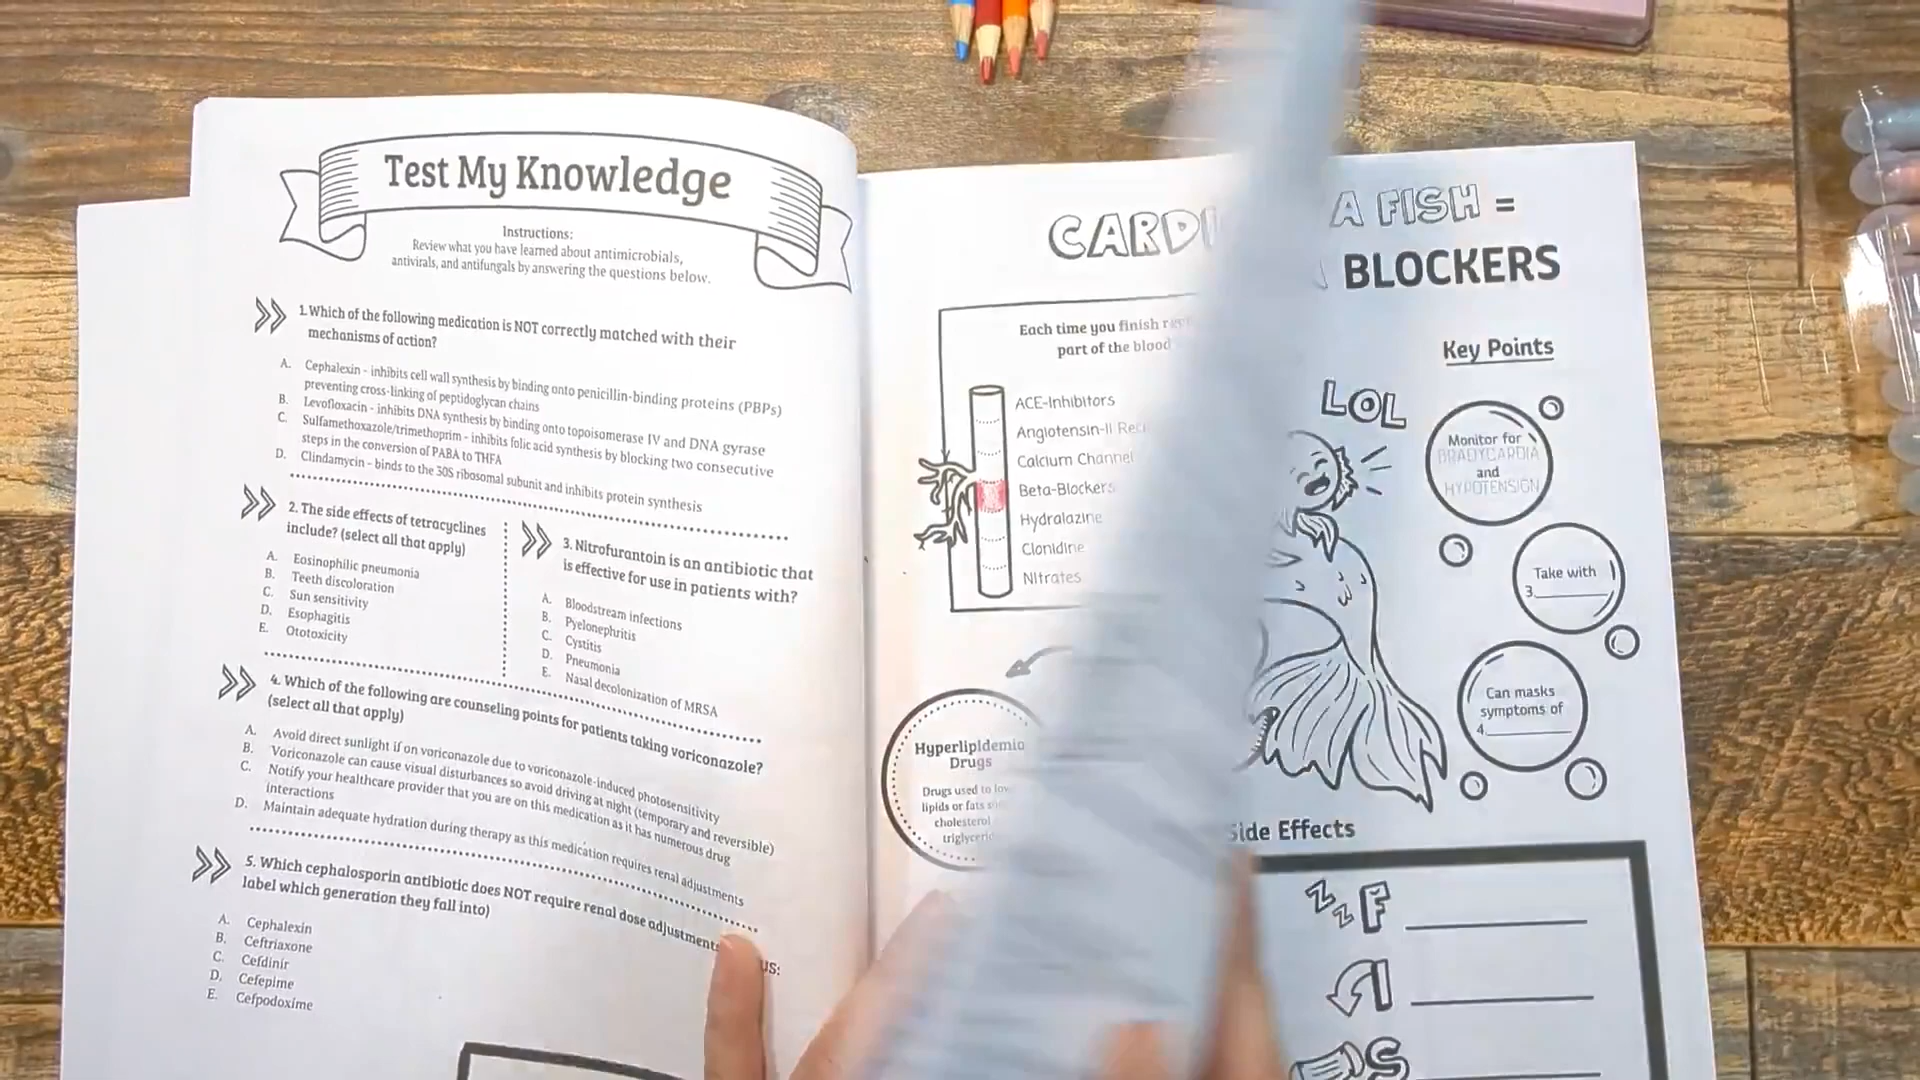 Test My Knowledge
Instructions:
Review what you have learned about antimicrobials,
antivirals, and antifungals by answering the questions below.
1. Which of the following medication is NOT correctly matched with their
mechanisms of action?
A. Cephalexin - inhibits cell wall synthesis by binding onto penicillin-binding proteins (PBPs)
preventing cross-linking of peptidoglycan chains
B. Levofloxacin - inhibits DNA synthesis by binding onto topoisomerase IV and DNA gyrase
C. Sulfamethoxazole/trimethoprim - inhibits folic acid synthesis by blocking two consecutive
steps in the conversion of PABA to THFA
D. Clindamycin - binds to the 30S ribosomal subunit and inhibits protein synthesis
2. The side effects of tetracyclines
include? (select all that apply)
A. Eosinophilic pneumonia
B. Teeth discoloration
C. Sun sensitivity
D. Esophagitis
E. Ototoxicity
3. Nitrofurantoin is an antibiotic that
is effective for use in patients with?
A. Bloodstream infections
B. Pyelonephritis
C. Cystitis
D. Pneumonia
E. Nasal decolonization of MRSA
4. Which of the following are counseling points for patients taking voriconazole?
(select all that apply)
A. Avoid direct sunlight if on voriconazole due to voriconazole-induced photosensitivity
B. Voriconazole can cause visual disturbances so avoid driving at night (temporary and reversible)
C. Notify your healthcare provider that you are on this medication as it has numerous drug
interactions
D. Maintain adequate hydration during therapy as this medication requires renal adjustments
5. Which cephalosporin antibiotic does NOT require renal dose adjustment
label which generation they fall into)
A. Cephalexin
B. Ceftriaxone
C. Cefdinir
D. Cefepime
E. Cefpodoxime
US:
CARDI
Each time you finish
part of the blood
ACE-Inhibitors
Angiotensin-II
Calcium Channel
Beta-Blockers
Hydralazine
Clonidine
Nitrates
Hyperlipidemia
Drugs
Drugs used to
lipids or fats
cholesterol
A FISH =
BLOCKERS
Key Points
LOL
Monitor for
BRADYCARDIA
and
HYPOTENSION
Take with
3.
Can masks
symptoms of
4.
Side Effects
ZZ F
I
S